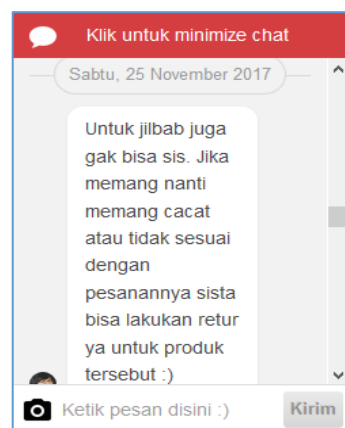 Klik untuk minimize chat
Sabtu, 25 November 2017
Untuk jilbab juga
gak bisa sis. Jika
memang nanti
memang cacat
atau tidak sesuai
dengan
pesanannya sista
bisa lakukan retur
ya untuk produk
tersebut :)
Ketik pesan disini :)
Kirim